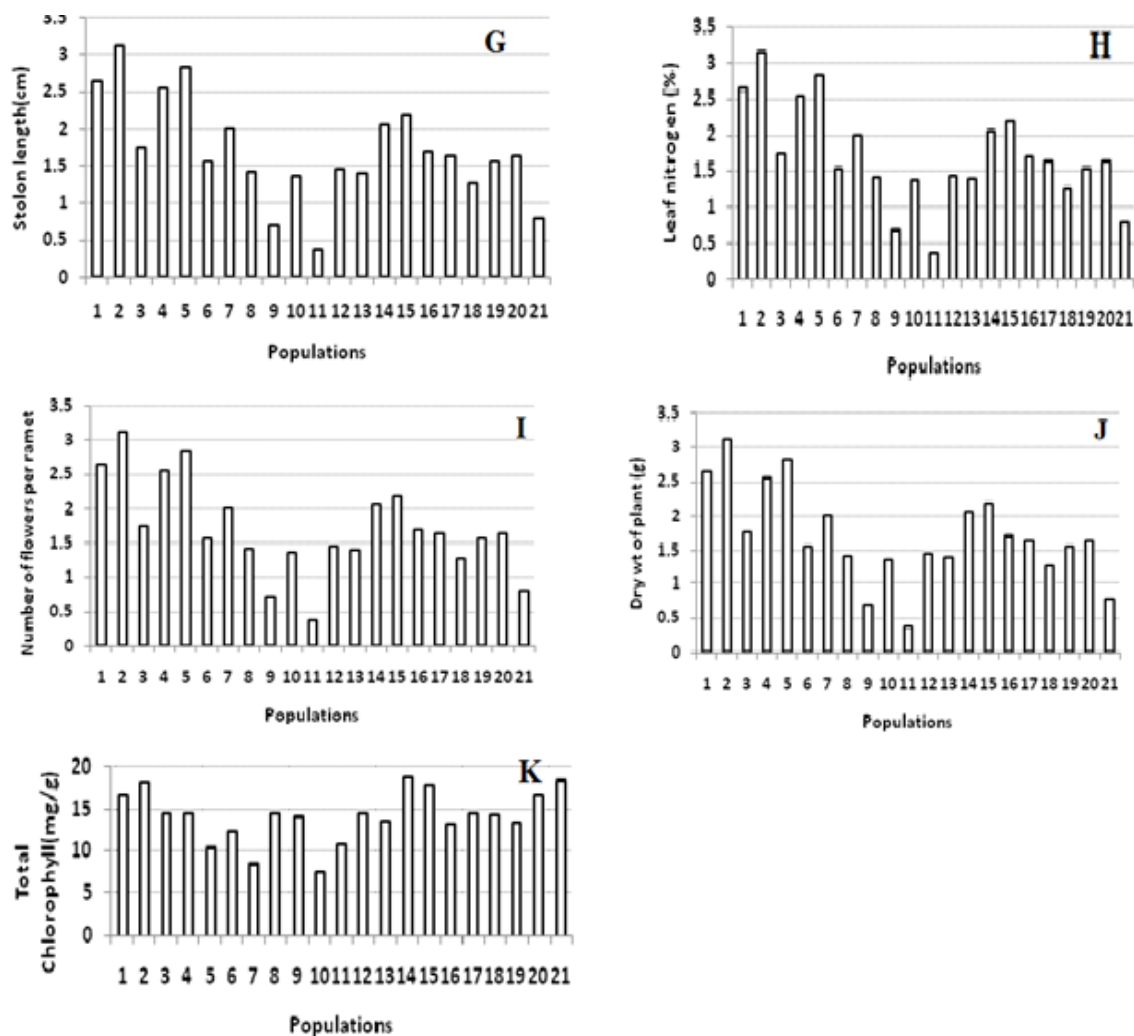 G
Stolon length(cm)
3.5
3
2.5
2
1.5
1
0.5
0
1 2 3 4 5 6 7 8 9 10 11 12 13 14 15 16 17 18 19 20 21
Populations
H
Leaf nitrogen (%)
3.5
3
2.5
2
1.5
1
0.5
0
1 2 3 4 5 6 7 8 9 10 11 12 13 14 15 16 17 18 19 20 21
Populations
I
Number of flowers per ramet
3.5
3
2.5
2
1.5
1
0.5
0
1 2 3 4 5 6 7 8 9 10 11 12 13 14 15 16 17 18 19 20 21
Populations
J
Dry wt of plant (g)
3.5
3
2.5
2
1.5
1
0.5
0
1 2 3 4 5 6 7 8 9 10 11 12 13 14 15 16 17 18 19 20 21
Populations
K
Total
Chlorophyll(mg/g)
20
15
10
5
0
1 2 3 4 5 6 7 8 9 10 11 12 13 14 15 16 17 18 19 20 21
Populations